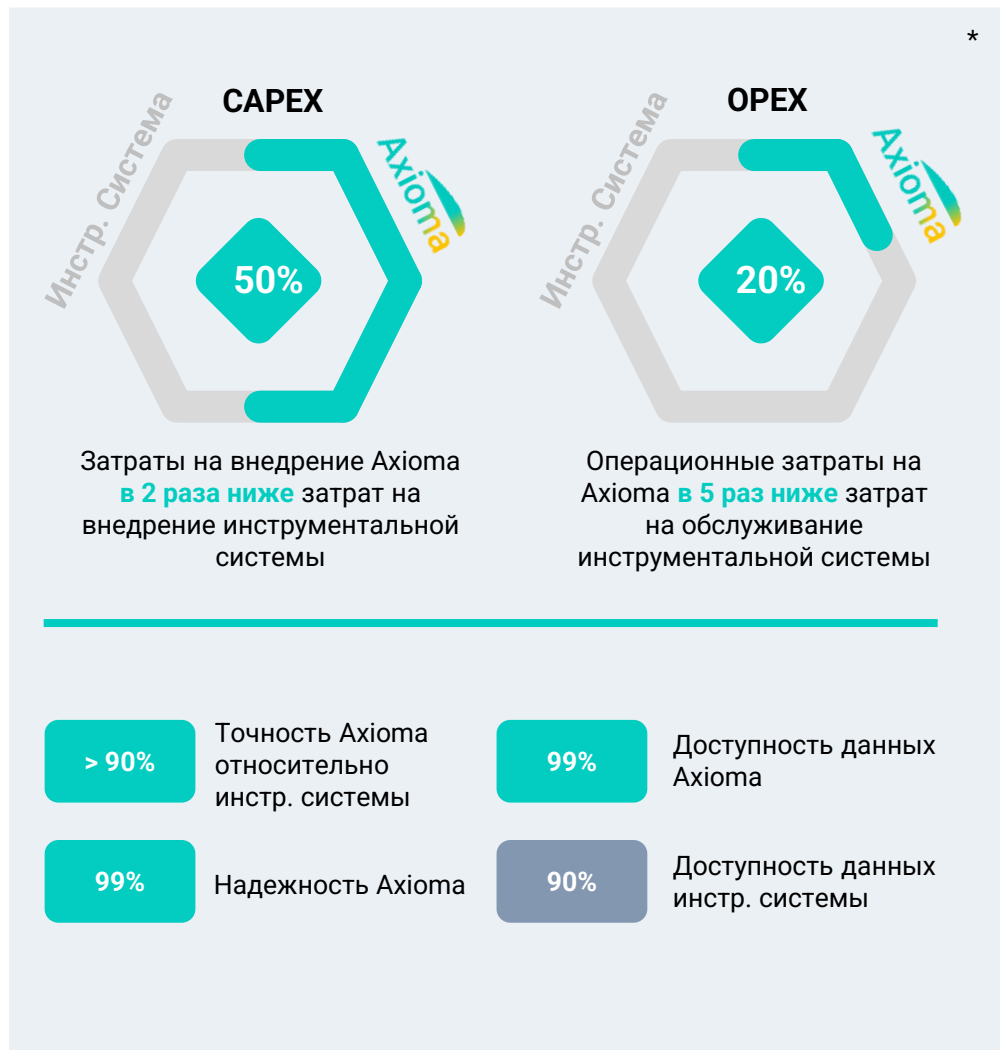 *
CAPEX
Инстр. Система
Axioma
50%
Затраты на внедрение Axioma
в 2 раза ниже затрат на
внедрение инструментальной
системы
OPEX
Инстр. Система
Axioma
20%
Операционные затраты на
Axioma в 5 раз ниже затрат
на обслуживание
инструментальной системы
> 90%
Точность Axioma
относительно
инстр. системы
99%
Доступность данных
Axioma
99%
Надежность Axioma
90%
Доступность данных
инстр. системы